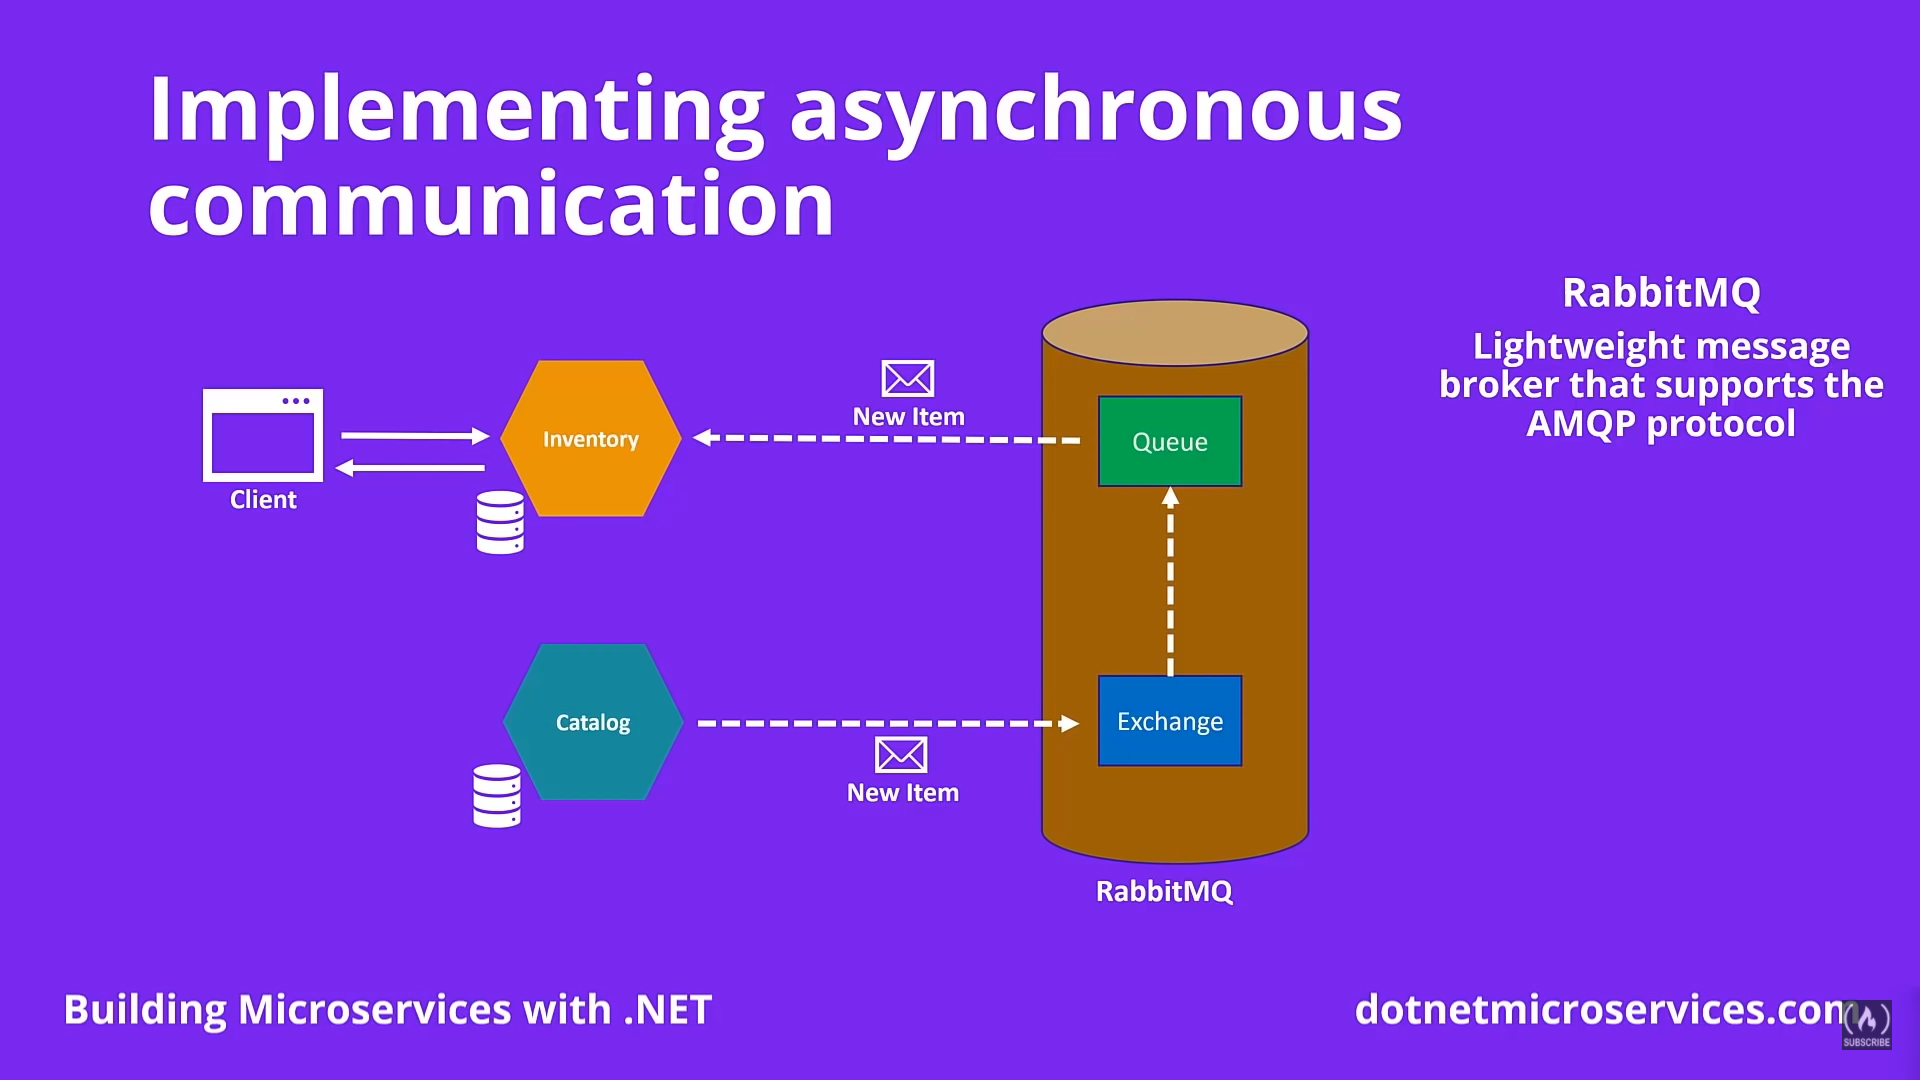 Implementing asynchronous
communication
RabbitMQ
Lightweight message
broker that supports the
AMQP protocol
New Item
Client
Inventory
Queue
Catalog
Exchange
New Item
RabbitMQ
Building Microservices with .NET
dotnetmicroservices.com
SUBSCRIBE